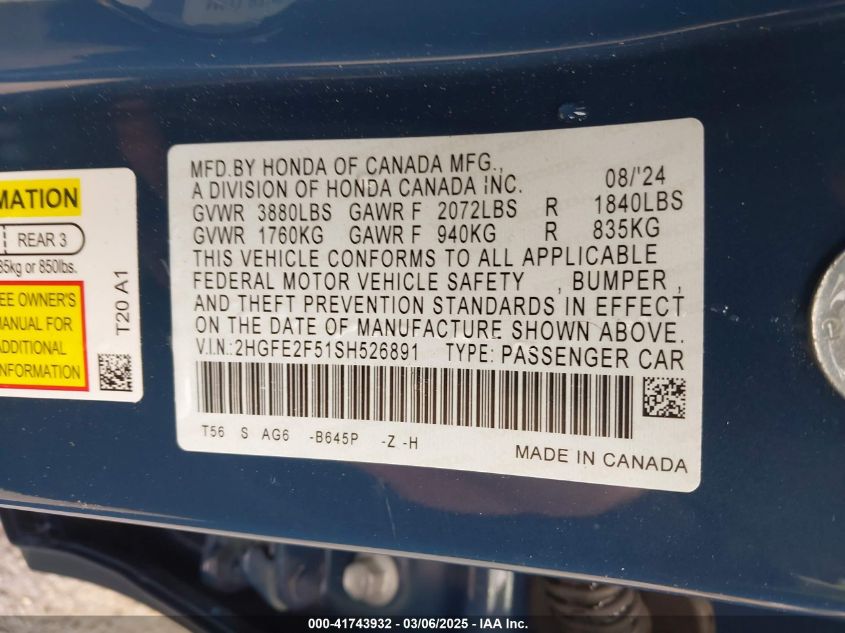 MATION
REAR 3
85kg or 850lbs.
EE OWNER'S
MANUAL FOR
ADDITIONAL
INFORMATION
T20 A1
MFD.BY HONDA OF CANADA MFG.,
A DIVISION OF HONDA CANADA INC. 08/'24
GVWR 3880LBS GAWR F 2072LBS R 1840LBS
GVWR 1760KG GAWR F 940KG R 835KG
THIS VEHICLE CONFORMS TO ALL APPLICABLE
FEDERAL MOTOR VEHICLE SAFETY , BUMPER ,
AND THEFT PREVENTION STANDARDS IN EFFECT
ON THE DATE OF MANUFACTURE SHOWN ABOVE.
V.I.N.:2HGFE2F51SH526891 TYPE: PASSENGER CAR
T56 S AG6 -B645P -Z -H
MADE IN CANADA
000-41743932 - 03/06/2025 - IAA Inc.